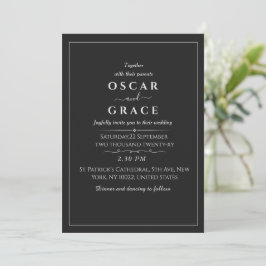 Together
with their parents
OSCAR
and
GRACE
Joyfully invite you to their wedding
Saturday,22 September
two thousand twenty-ry
2.30 PM
St Patrick's Cathedral, 5th Ave, New
York, NY 10022, United States
Dinner and dancing to follow